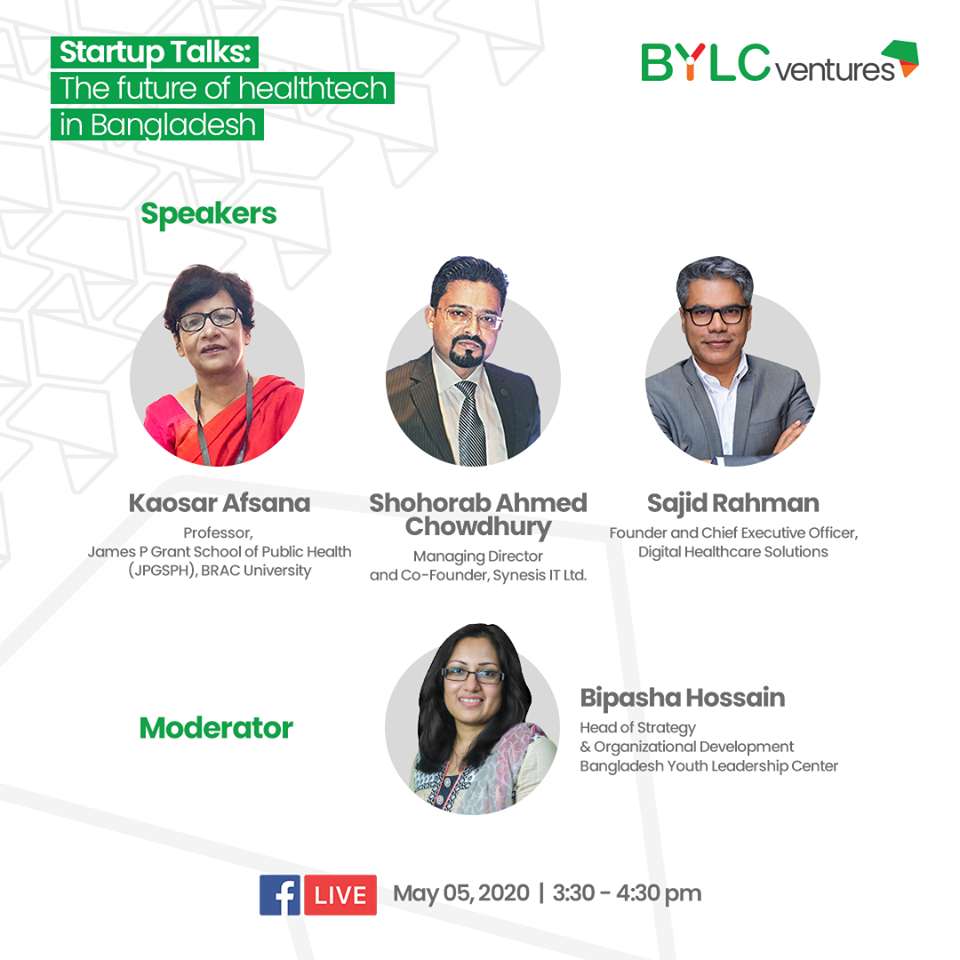 Startup Talks:
The future of healthtech
in Bangladesh
BYLC ventures
Speakers
Kaosar Afsana
Professor,
James P Grant School of Public Health
(JPGSPH), BRAC University
Shohorab Ahmed
Chowdhury
Managing Director
and Co-Founder, Synesis IT Ltd.
Sajid Rahman
Founder and Chief Executive Officer,
Digital Healthcare Solutions
Moderator
Bipasha Hossain
Head of Strategy
& Organizational Development
Bangladesh Youth Leadership Center
f LIVE May 05, 2020 | 3:30 - 4:30 pm